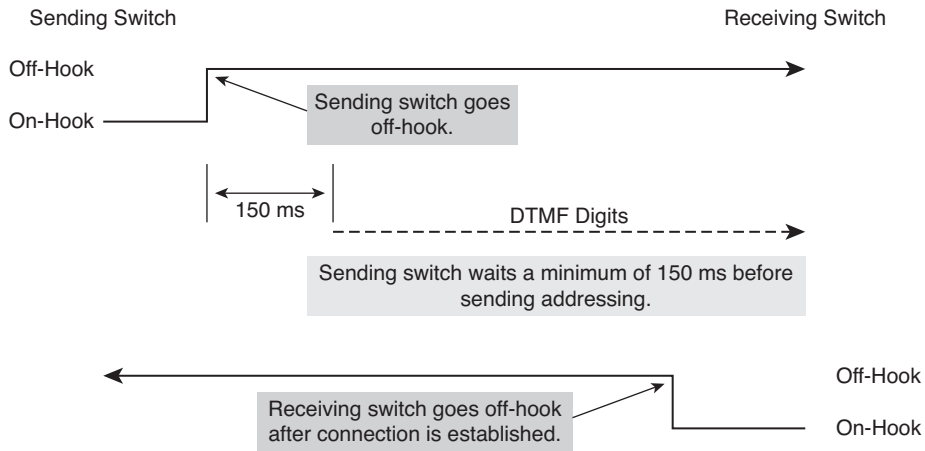 Sending Switch
Receiving Switch
Off-Hook
On-Hook
Sending switch goes
off-hook.
150 ms
DTMF Digits
Sending switch waits a minimum of 150 ms before
sending addressing.
Off-Hook
Receiving switch goes off-hook
after connection is established.
On-Hook